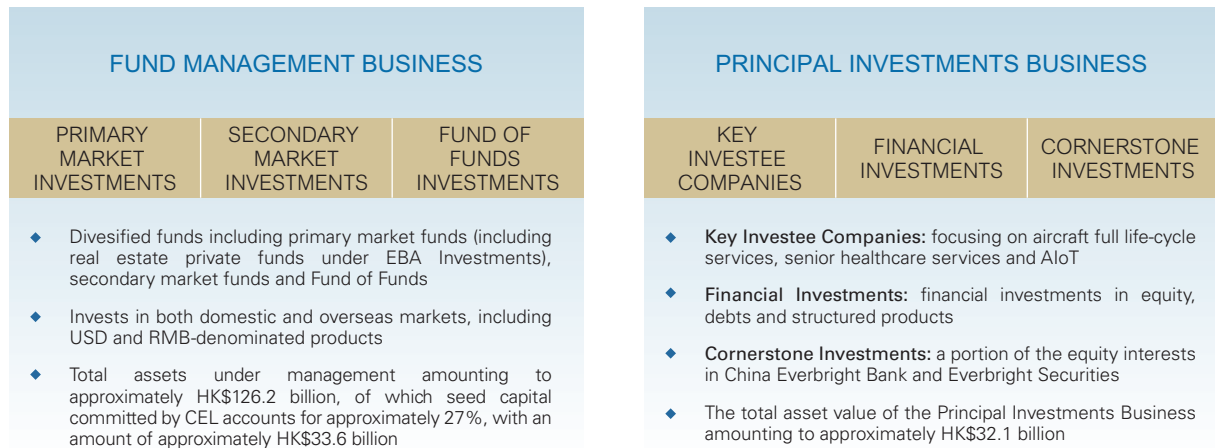 FUND MANAGEMENT BUSINESS
PRIMARY
MARKET
INVESTMENTS
SECONDARY
MARKET
INVESTMENTS
FUND OF
FUNDS
INVESTMENTS
◆ Divesified funds including primary market funds (including
real estate private funds under EBA Investments),
secondary market funds and Fund of Funds
◆ Invests in both domestic and overseas markets, including
USD and RMB-denominated products
◆ Total assets under management amounting to
approximately HK$126.2 billion, of which seed capital
committed by CEL accounts for approximately 27%, with an
amount of approximately HK$33.6 billion
PRINCIPAL INVESTMENTS BUSINESS
KEY
INVESTEE
COMPANIES
FINANCIAL
INVESTMENTS
CORNERSTONE
INVESTMENTS
◆ Key Investee Companies: focusing on aircraft full life-cycle
services, senior healthcare services and AIoT
◆ Financial Investments: financial investments in equity,
debts and structured products
◆ Cornerstone Investments: a portion of the equity interests
in China Everbright Bank and Everbright Securities
◆ The total asset value of the Principal Investments Business
amounting to approximately HK$32.1 billion